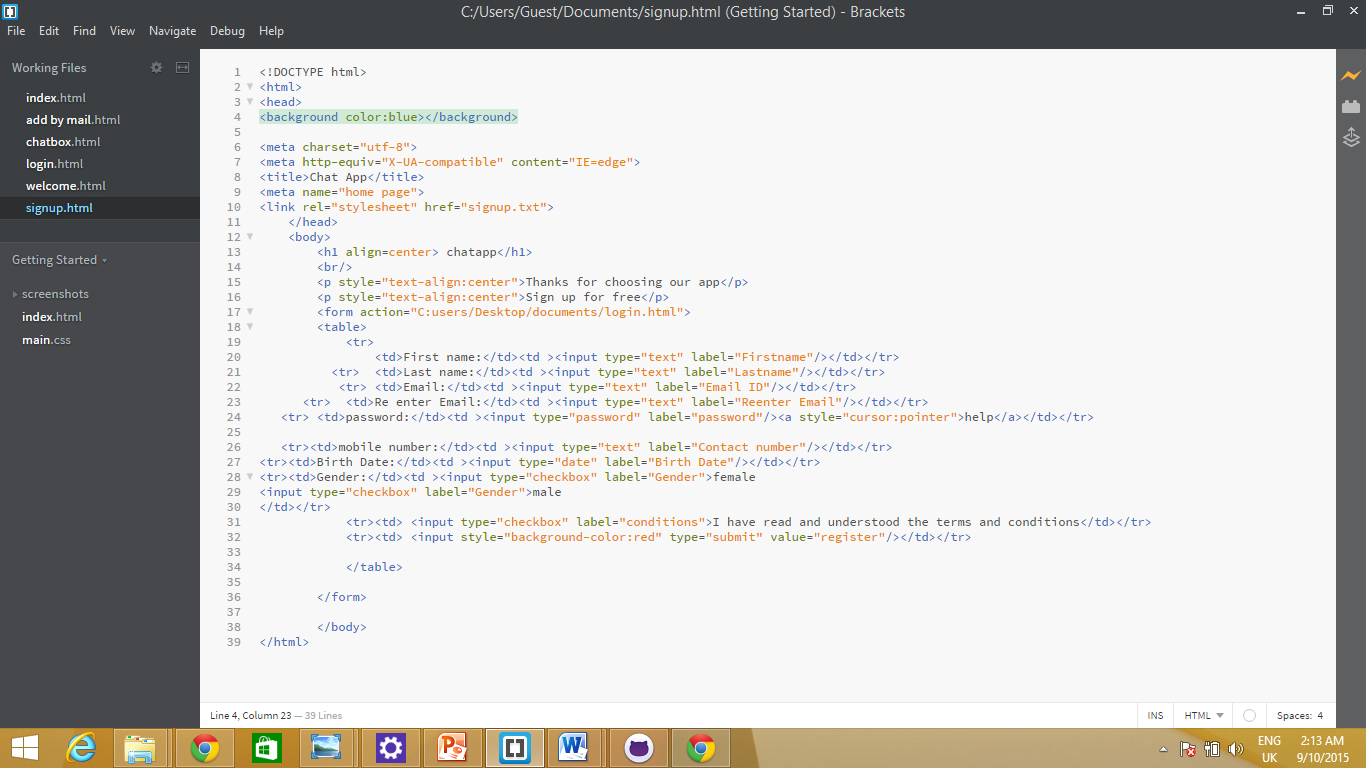 C:/Users/Guest/Documents/signup.html (Getting Started) - Brackets
File Edit Find View Navigate Debug Help
Working Files
index.html
add by mail.html
chatbox.html
login.html
welcome.html
signup.html
Getting Started
screenshots
index.html
main.css
1 <!DOCTYPE html>
2 <html>
3 <head>
4 <background color:blue></background>
5
6 <meta charset="utf-8">
7 <meta http-equiv="X-UA-compatible" content="IE=edge">
8 <title>Chat App</title>
9 <meta name="home page">
10 <link rel="stylesheet" href="signup.txt">
11 </head>
12 <body>
13 <h1 align=center> chatapp</h1>
14 <br/>
15 <p style="text-align:center">Thanks for choosing our app</p>
16 <p style="text-align:center">Sign up for free</p>
17 <form action="C:users/Desktop/documents/login.html">
18 <table>
19 <tr>
20 <td>First name:</td><td ><input type="text" label="Firstname"/></td></tr>
21 <tr> <td>Last name:</td><td ><input type="text" label="Lastname"/></td></tr>
22 <tr> <td>Email:</td><td ><input type="text" label="Email ID"/></td></tr>
23 <tr> <td>Re enter Email:</td><td ><input type="text" label="Reenter Email"/></td></tr>
24 <tr> <td>password:</td><td ><input type="password" label="password"/><a style="cursor:pointer">help</a></td></tr>
25
26 <tr><td>mobile number:</td><td ><input type="text" label="Contact number"/></td></tr>
27 <tr><td>Birth Date:</td><td ><input type="date" label="Birth Date"/></td></tr>
28 <tr><td>Gender:</td><td ><input type="checkbox" label="Gender">female
29 <input type="checkbox" label="Gender">male
30 </td></tr>
31 <tr><td> <input type="checkbox" label="conditions">I have read and understood the terms and conditions</td></tr>
32 <tr><td> <input style="background-color:red" type="submit" value="register"/></td></tr>
33
34 </table>
35
36 </form>
37
38 </body>
39 </html>
Line 4, Column 23 — 39 Lines
INS HTML Spaces: 4
ENG 2:13 AM
UK 9/10/2015